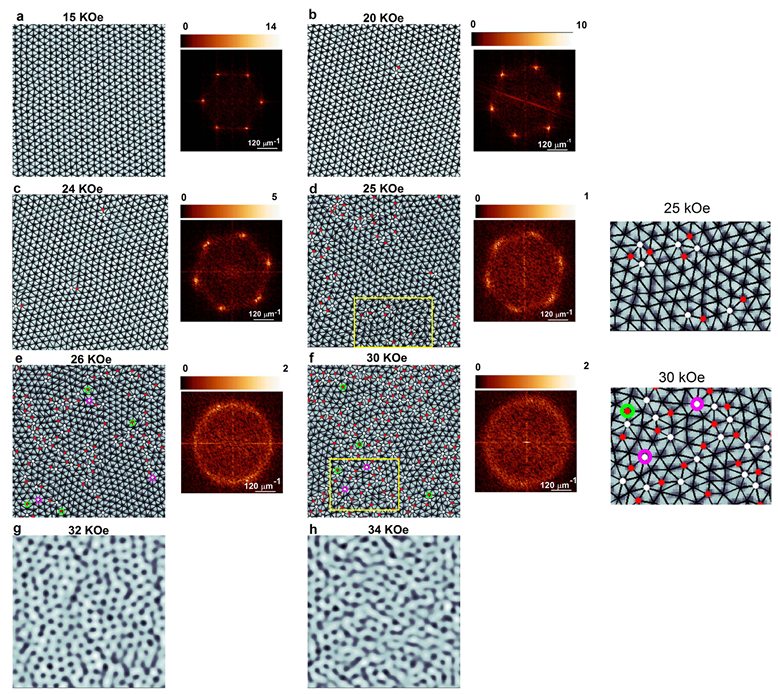 a
15 KOe
0 14
120 μm-1
b
20 KOe
0 10
120 μm-1
c
24 KOe
0 5
120 μm-1
d
25 KOe
0 1
120 μm-1
25 kOe
e
26 KOe
0 2
120 μm-1
f
30 KOe
0 2
120 μm-1
30 kOe
g
32 KOe
h
34 KOe